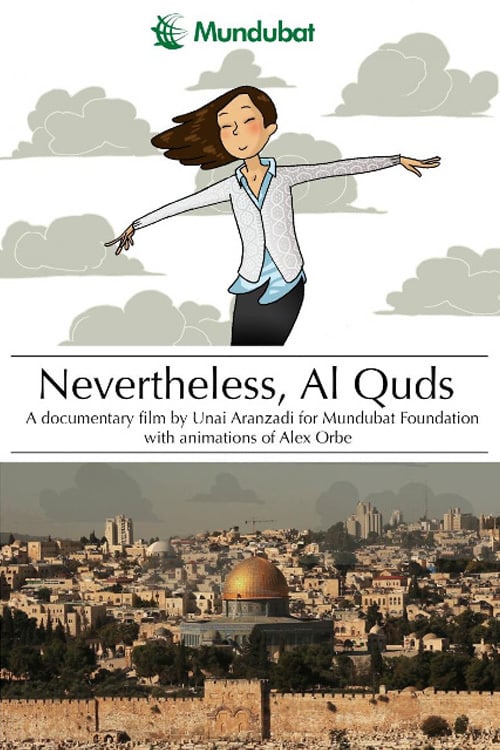 Mundubat
Nevertheless, Al Quds
A documentary film by Unai Aranzadi for Mundubat Foundation
with animations of Alex Orbe